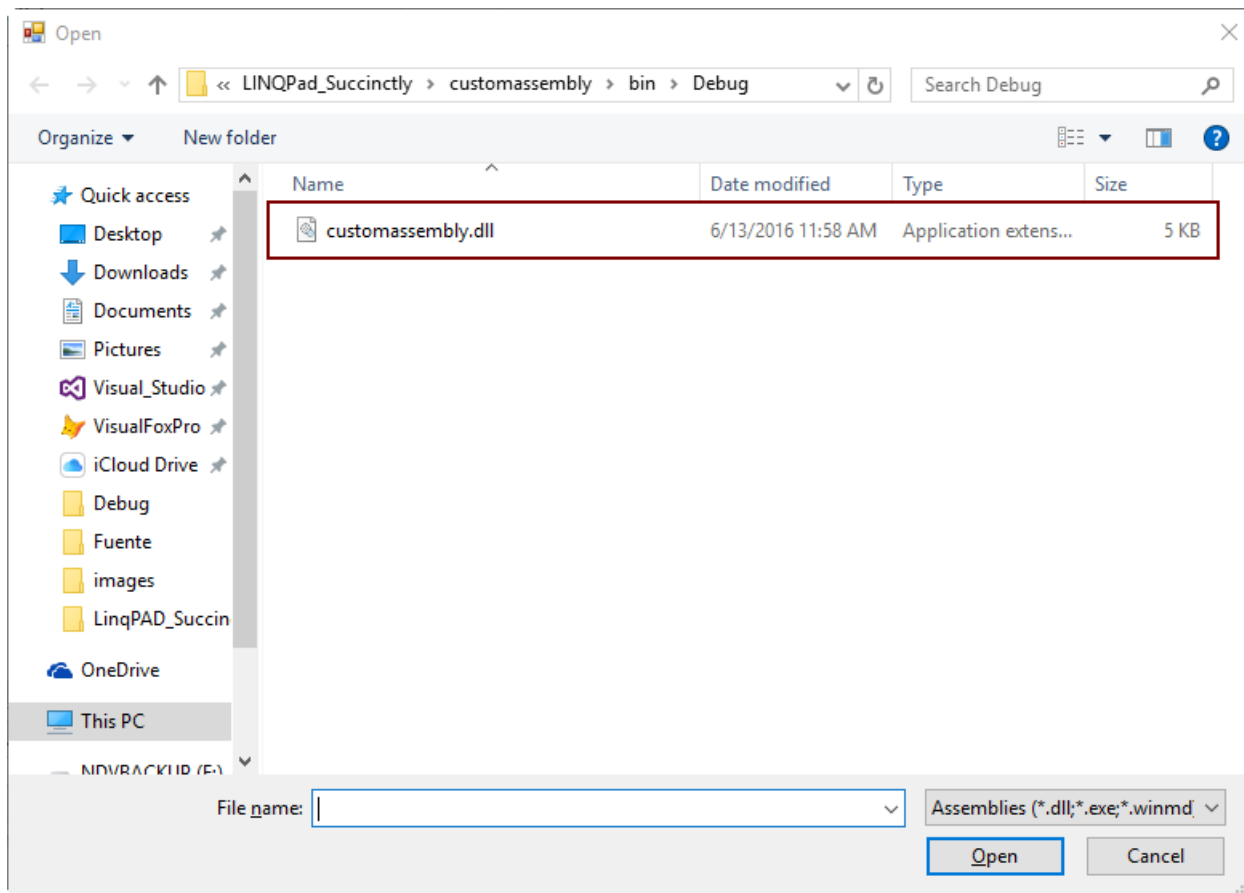 Open
« LINQPad_Succinctly > customassembly > bin > Debug
Search Debug
Organize
New folder
?
Name
Date modified
Type
Size
customassembly.dll
6/13/2016 11:58 AM
Application extens...
5 KB
Quick access
Desktop
Downloads
Documents
Pictures
Visual_Studio
VisualFoxPro
iCloud Drive
Debug
Fuente
images
LinqPAD_Succin
OneDrive
This PC
File name:
Assemblies (*.dll;*.exe;*.winmd)
Open
Cancel